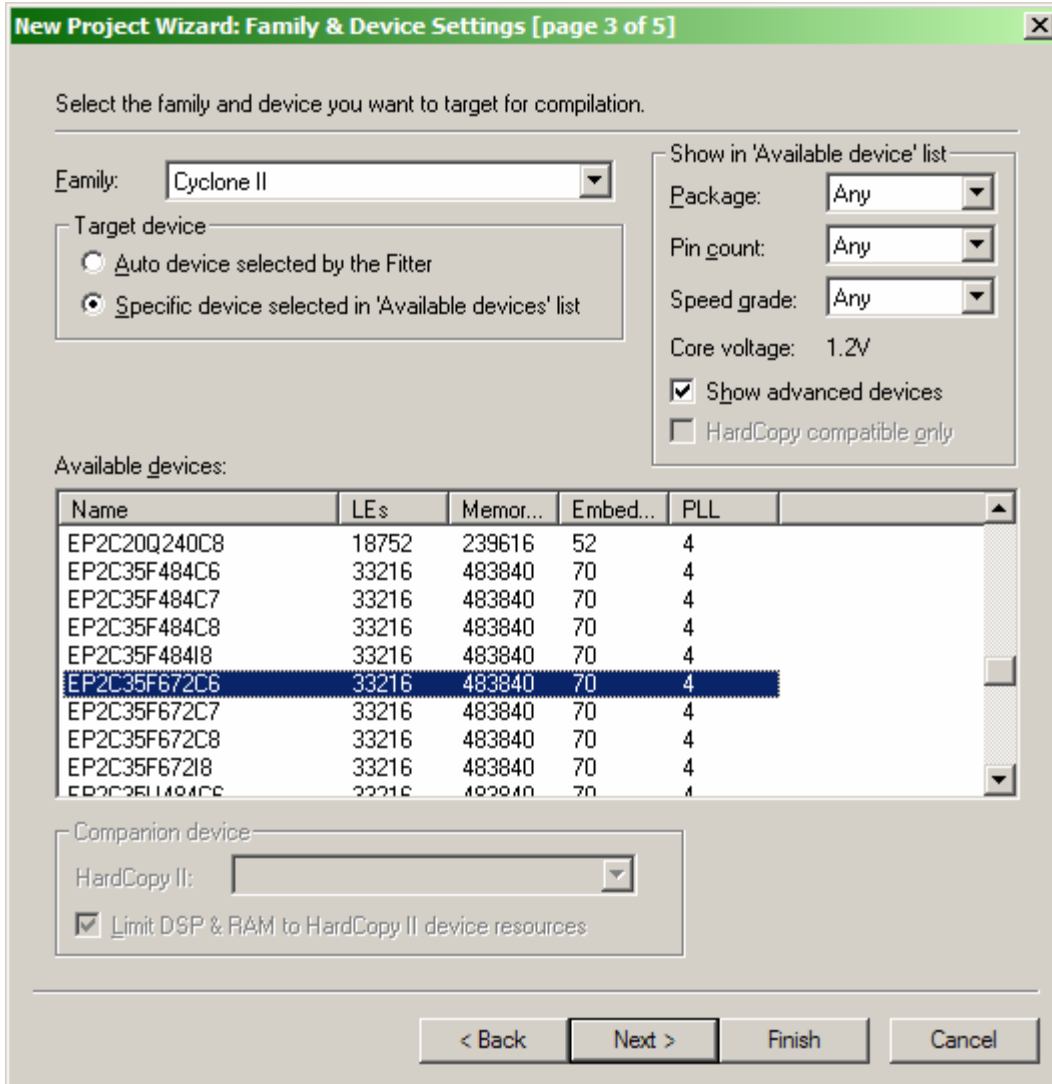 New Project Wizard: Family & Device Settings [page 3 of 5]
Select the family and device you want to target for compilation.
Family: Cyclone II
Target device
Auto device selected by the Fitter
Specific device selected in 'Available devices' list
Show in 'Available device' list
Package: Any
Pin count: Any
Speed grade: Any
Core voltage: 1.2V
Show advanced devices
HardCopy compatible only
Available devices:
Name LEs Memor... Embed... PLL
EP2C20Q240C8 18752 239616 52 4
EP2C35F484C6 33216 483840 70 4
EP2C35F484C7 33216 483840 70 4
EP2C35F484C8 33216 483840 70 4
EP2C35F484I8 33216 483840 70 4
EP2C35F672C6 33216 483840 70 4
EP2C35F672C7 33216 483840 70 4
EP2C35F672C8 33216 483840 70 4
EP2C35F672I8 33216 483840 70 4
EP2C35U484C6 33216 483840 70 4
Companion device
HardCopy II:
Limit DSP & RAM to HardCopy II device resources
< Back Next > Finish Cancel